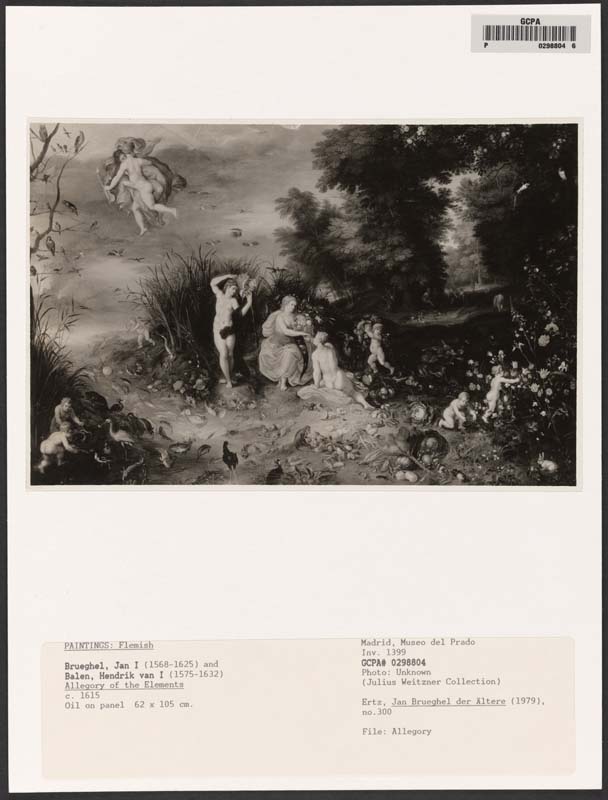 GCPA
P 0298804 6
PAINTINGS: Flemish
Brueghel, Jan I (1568-1625) and
Balen, Hendrik van I (1575-1632)
Allegory of the Elements
c. 1615
Oil on panel 62 x 105 cm.
Madrid, Museo del Prado
Inv. 1399
GCPA# 0298804
Photo: Unknown
(Julius Weitzner Collection)
Ertz, Jan Brueghel der Ältere (1979),
no.300
File: Allegory